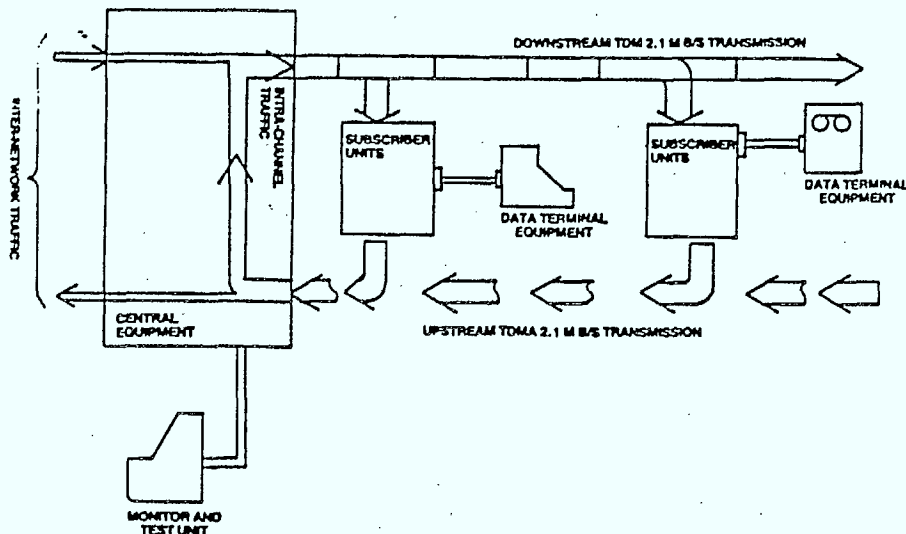 DOWNSTREAM TDM 2.1 M B/S TRANSMISSION
INTER-NETWORK TRAFFIC
INTRA-CHANNEL
TRAFFIC
SUBSCRIBER
UNITS
DATA TERMINAL
EQUIPMENT
SUBSCRIBER
UNITS
DATA TERMINAL
EQUIPMENT
CENTRAL
EQUIPMENT
UPSTREAM TDMA 2.1 M B/S TRANSMISSION
MONITOR AND
TEST UNIT